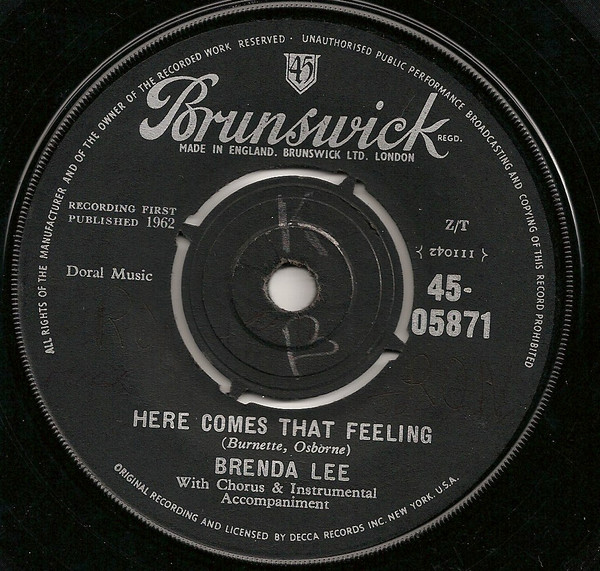 ALL RIGHTS OF THE MANUFACTURER AND OF THE OWNER OF THE RECORDED WORK RESERVED · UNAUTHORISED PUBLIC PERFORMANCE BROADCASTING AND COPYING OF THIS RECORD PROHIBITED
45
Brunswick REGD.
MADE IN ENGLAND. BRUNSWICK LTD. LONDON
RECORDING FIRST
PUBLISHED 1962
Doral Music
Z/T
45-
05871
HERE COMES THAT FEELING
(Burnette, Osborne)
BRENDA LEE
With Chorus & Instrumental
Accompaniment
ORIGINAL RECORDING AND LICENSED BY DECCA RECORDS INC. NEW YORK. U.S.A.